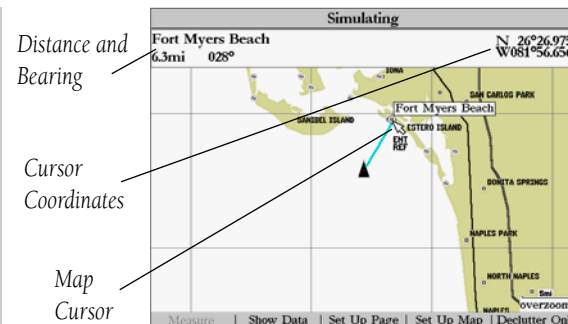 Simulating
Distance and
Bearing
Fort Myers Beach
6.3mi 028°
N 26°26.975
W081°56.656
IONA
SAN CARLOS PARK
Fort Myers Beach
SANIBEL ISLAND
ESTERO ISLAND
ENT
REF
Cursor
Coordinates
BONITA SPRINGS
NAPLES PARK
NORTH NAPLES
5mi
overzoom
NAPLES
Map
Cursor
Measure | Show Data | Set Up Page | Set Up Map | Declutter On